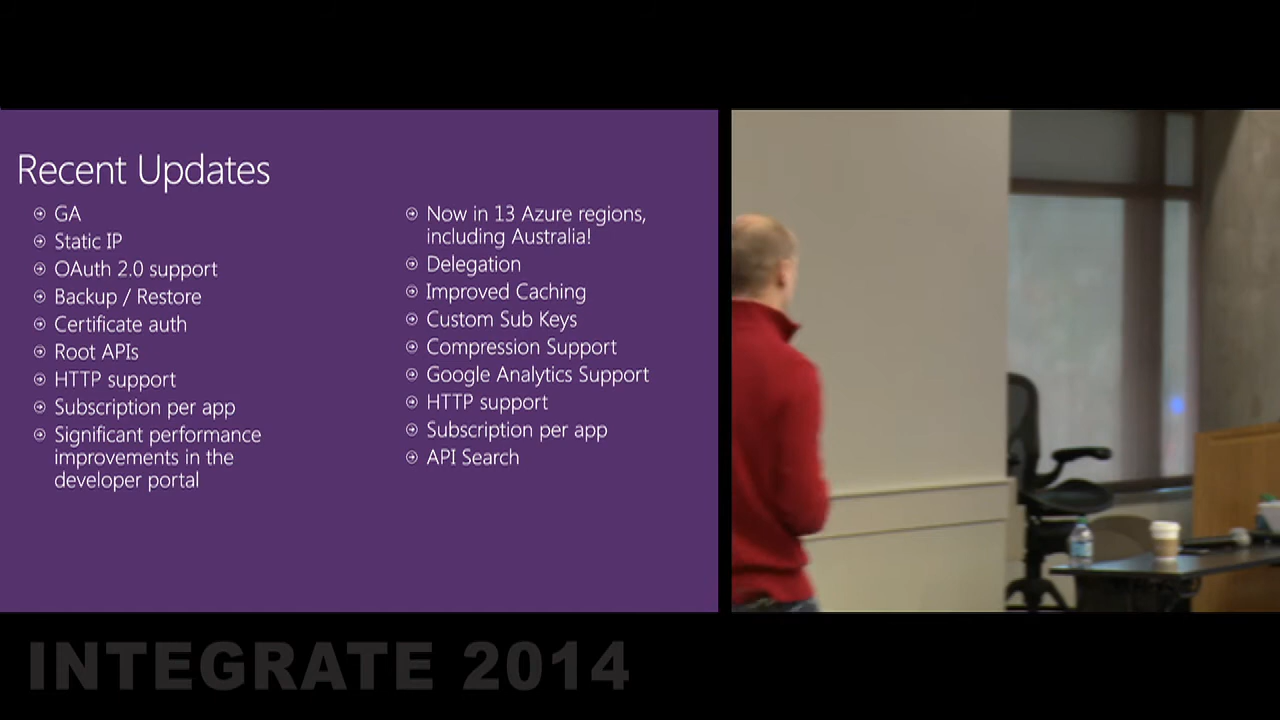 Recent Updates
GA
Static IP
OAuth 2.0 support
Backup / Restore
Certificate auth
Root APIs
HTTP support
Subscription per app
Significant performance
improvements in the
developer portal
Now in 13 Azure regions,
including Australia!
Delegation
Improved Caching
Custom Sub Keys
Compression Support
Google Analytics Support
HTTP support
Subscription per app
API Search
INTEGRATE 2014